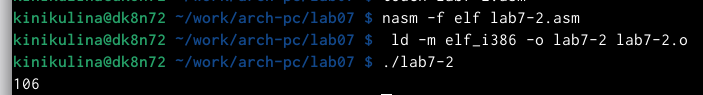 kinikulina@dk8n72 ~/work/arch-pc/lab07 $ nasm -f elf lab7-2.asm
kinikulina@dk8n72 ~/work/arch-pc/lab07 $  ld -m elf_i386 -o lab7-2 lab7-2.o
kinikulina@dk8n72 ~/work/arch-pc/lab07 $ ./lab7-2
106